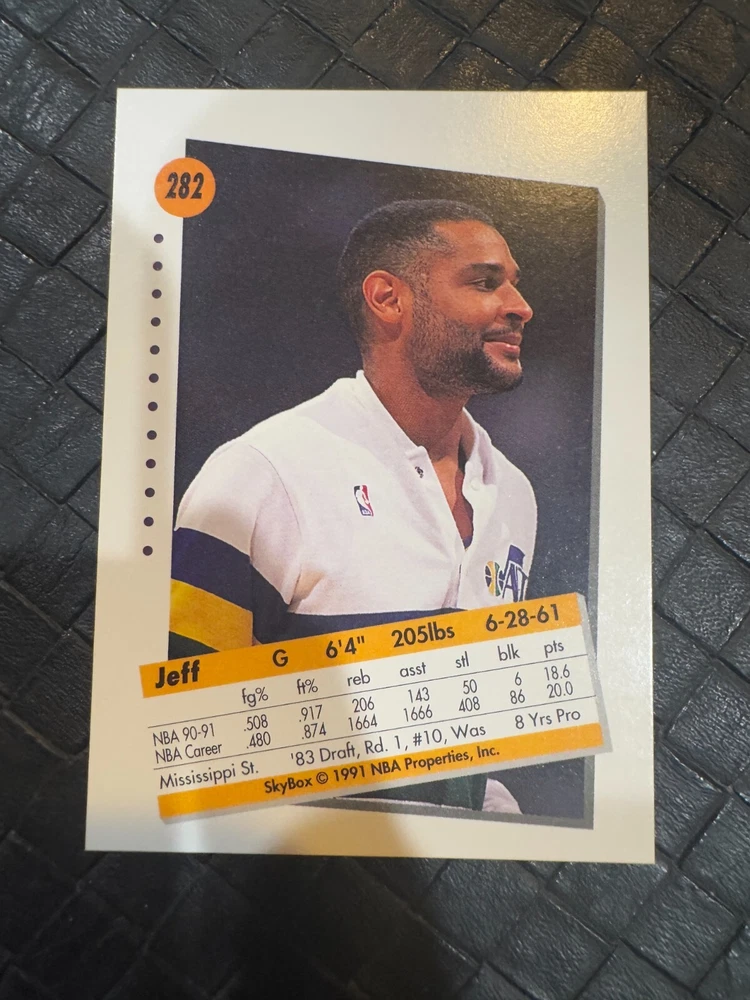 282
JAZZ
Jeff G 6'4" 205lbs 6-28-61
fg% ft% reb asst stl blk pts
NBA 90-91 .508 .917 206 143 50 6 18.6
NBA Career .480 .874 1664 1666 408 86 20.0
Mississippi St. '83 Draft, Rd. 1, #10, Was 8 Yrs Pro
SkyBox © 1991 NBA Properties, Inc.